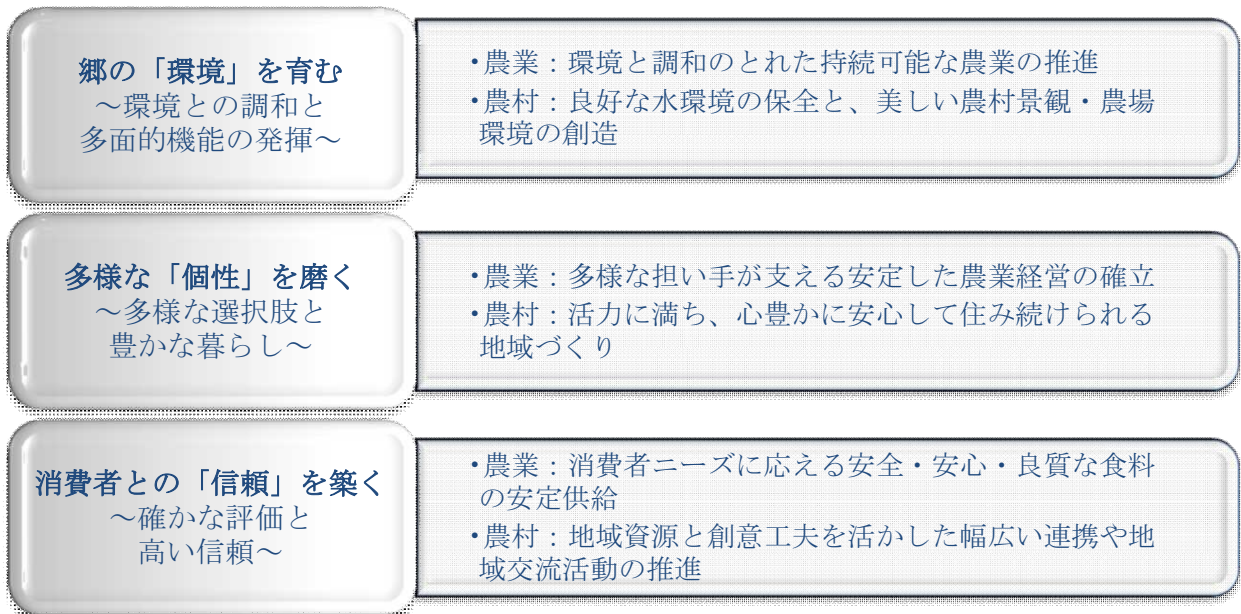 郷の「環境」を育む
～環境との調和と
多面的機能の発揮～
・農業：環境と調和のとれた持続可能な農業の推進
・農村：良好な水環境の保全と、美しい農村景観・農場
環境の創造
多様な「個性」を磨く
～多様な選択肢と
豊かな暮らし～
・農業：多様な担い手が支える安定した農業経営の確立
・農村：活力に満ち、心豊かに安心して住み続けられる
地域づくり
消費者との「信頼」を築く
～確かな評価と
高い信頼～
・農業：消費者ニーズに応える安全・安心・良質な食料
の安定供給
・農村：地域資源と創意工夫を活かした幅広い連携や地
域交流活動の推進